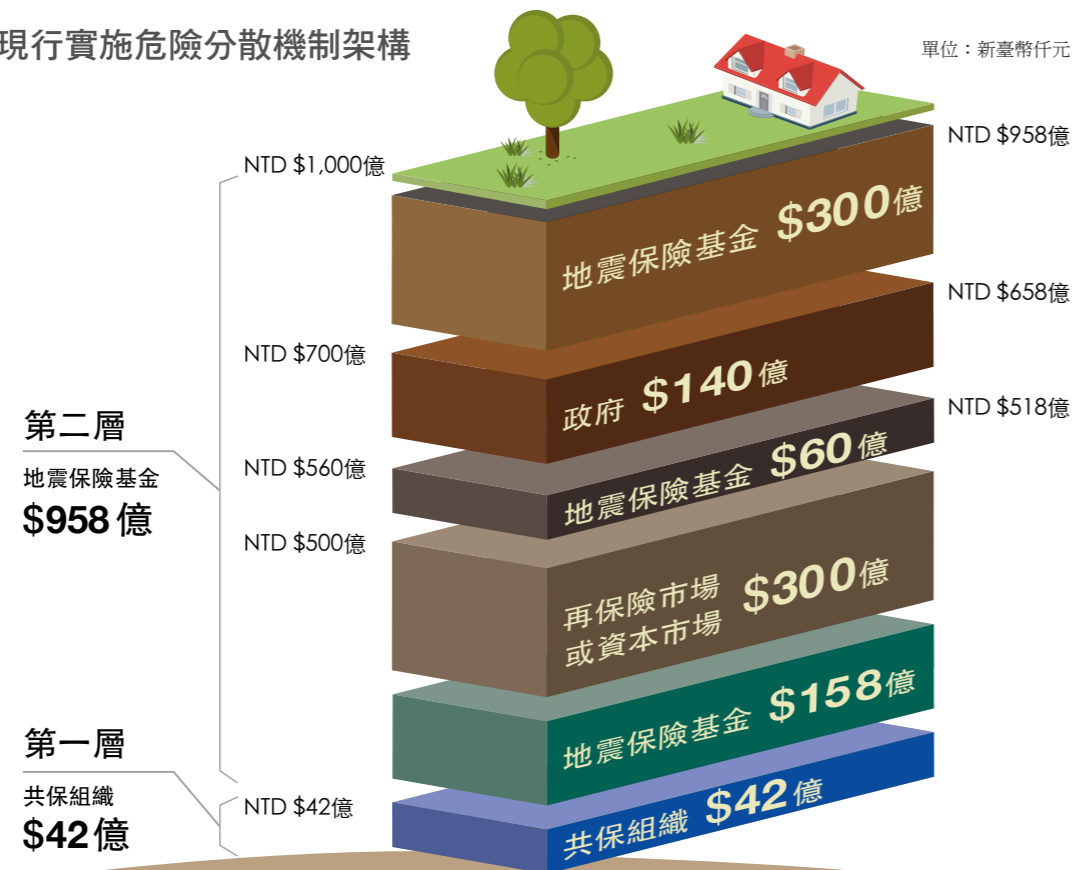 現行實施危險分散機制架構
單位：新臺幣仟元
NTD $1,000億
NTD $958億
地震保險基金 $300億
NTD $700億
NTD $658億
政府 $140億
NTD $560億
NTD $518億
地震保險基金 $60億
第二層
地震保險基金
$958億
NTD $500億
再保險市場
或資本市場
$300億
地震保險基金 $158億
第一層
共保組織
$42億
NTD $42億
共保組織 $42億